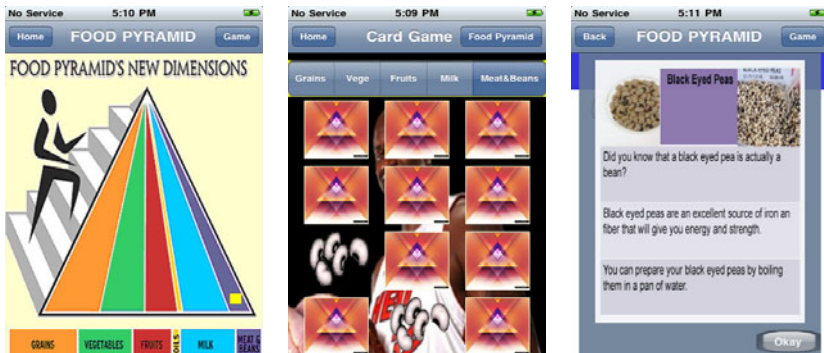 No Service 5:10 PM
Home FOOD PYRAMID Game
FOOD PYRAMID'S NEW DIMENSIONS
GRAINS VEGETABLES FRUITS OILS MILK MEAT & BEANS
No Service 5:09 PM
Home Card Game Food Pyramid
Grains Vege Fruits Milk Meat&Beans
No Service 5:11 PM
Back FOOD PYRAMID Game
Black Eyed Peas
Did you know that a black eyed pea is actually a
bean?
Black eyed peas are an excellent source of iron an
fiber that will give you energy and strength.
You can prepare your black eyed peas by boiling
them in a pan of water.
Okay